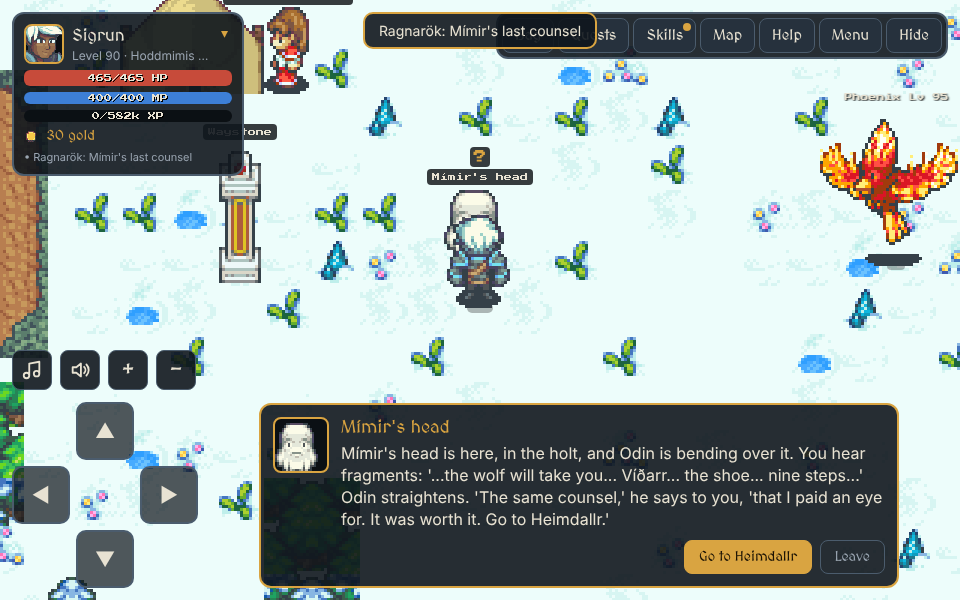 Sigrun
Level 90 · Hoddmimis ...
465/465 HP
400/400 MP
0/582k XP
30 gold
• Ragnarök: Mímir's last counsel
Ragnarök: Mímir's last counsel
Skills
Map
Help
Menu
Hide
Phoenix Lv 95
Waystone
?
Mímir's head
+
−
Mímir's head
Mímir's head is here, in the holt, and Odin is bending over it. You hear
fragments: '...the wolf will take you... Víðarr... the shoe... nine steps...'
Odin straightens. 'The same counsel,' he says to you, 'that I paid an eye
for. It was worth it. Go to Heimdallr.'
Go to Heimdallr
Leave